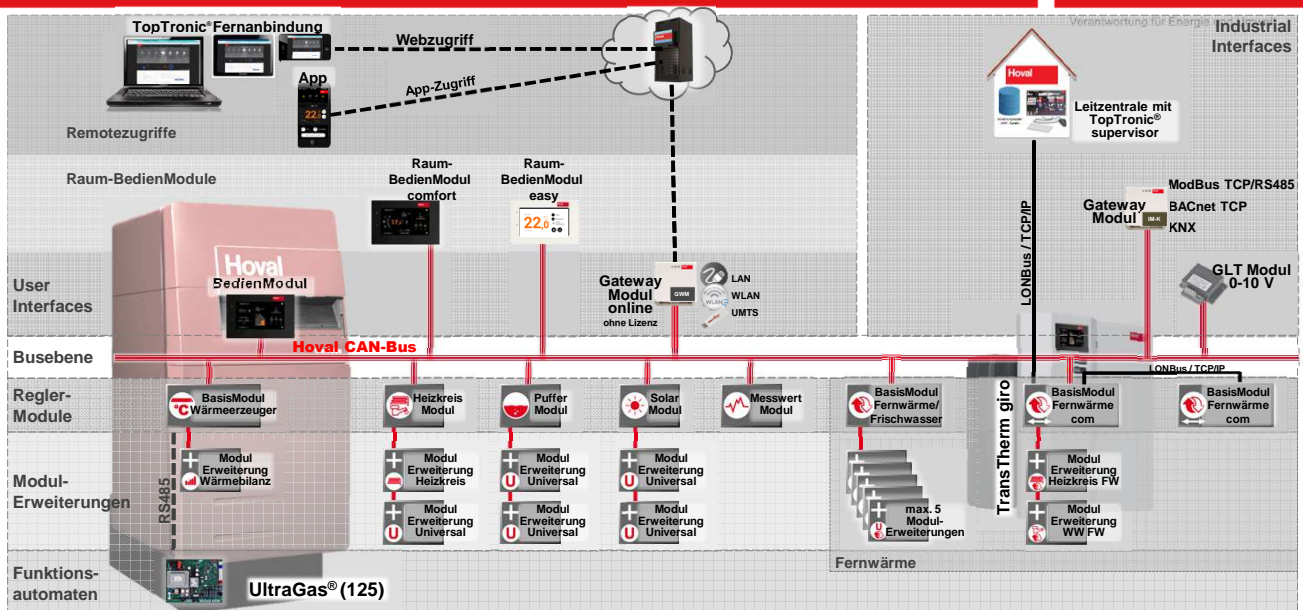 Verantwortung für Energie und Umwelt
TopTronic® Fernanbindung
App
22,0
Webzugriff
App-Zugriff
Remotezugriffe
Industrial
Interfaces
Hoval
Leitzentrale mit
TopTronic®
supervisor
Raum-BedienModule
Raum-
BedienModul
comfort
Raum-
BedienModul
easy
22,0
LONBus / TCP/IP
Gateway
Modul
IM-K
ModBus TCP/RS485
BACnet TCP
KNX
User
Interfaces
Hoval
BedienModul
Gateway
Modul
online
ohne Lizenz
GWM
LAN
WLAN
WLAN
UMTS
GLT Modul
0-10 V
Busebene
Hoval CAN-Bus
LONBus / TCP/IP
Regler-
Module
°C
BasisModul
Wärmeerzeuger
Heizkreis
Modul
Puffer
Modul
Solar
Modul
Messwert
Modul
BasisModul
Fernwärme/
Frischwasser
TransTherm giro
BasisModul
Fernwärme
com
BasisModul
Fernwärme
com
Modul-
Erweiterungen
RS485
Modul
Erweiterung
Wärmebilanz
Modul
Erweiterung
Heizkreis
Modul
Erweiterung
Universal
U
Modul
Erweiterung
Universal
U
Modul
Erweiterung
Universal
U
Modul
Erweiterung
Universal
U
Modul
Erweiterung
Universal
U
max. 5
Modul-
Erweiterungen
U
Modul
Erweiterung
Heizkreis FW
Modul
Erweiterung
WW FW
Fernwärme
Funktions-
automaten
UltraGas® (125)